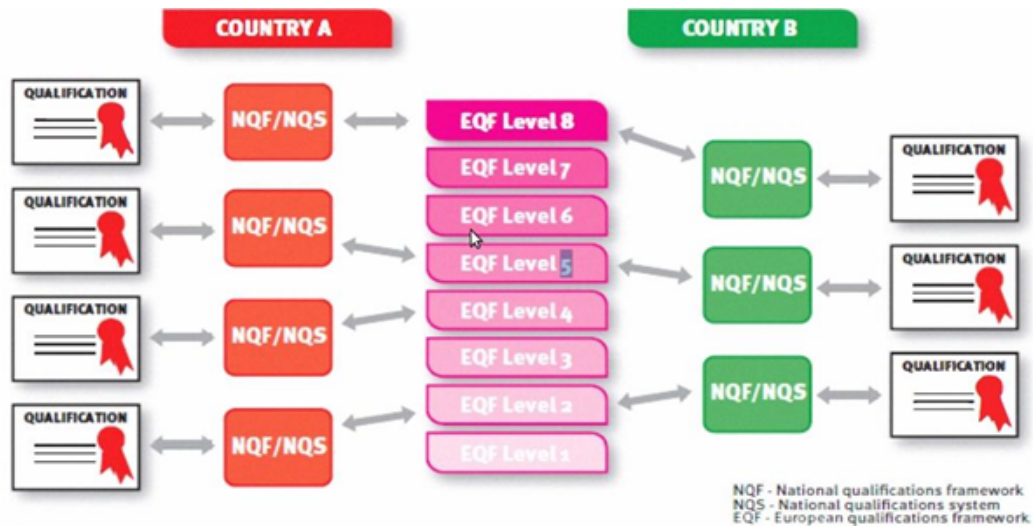 COUNTRY A
COUNTRY B
QUALIFICATION
NQF/NQS
QUALIFICATION
NQF/NQS
QUALIFICATION
NQF/NQS
QUALIFICATION
NQF/NQS
EQF Level 8
EQF Level 7
EQF Level 6
EQF Level 5
EQF Level 4
EQF Level 3
EQF Level 2
EQF Level 1
NQF/NQS
QUALIFICATION
NQF/NQS
QUALIFICATION
NQF/NQS
QUALIFICATION
NQF - National qualifications framework
NQS - National qualifications system
EQF - European qualifications framework